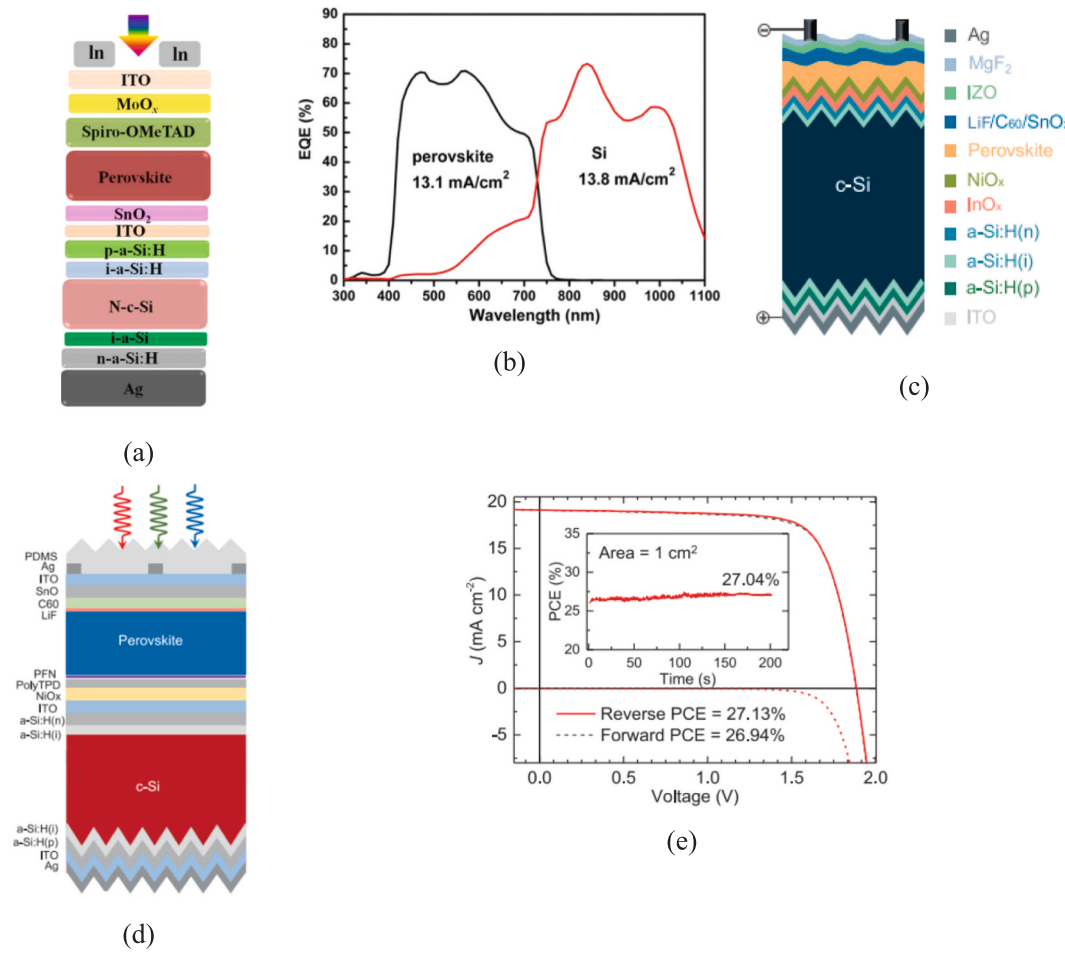 In
In
ITO
MoOx
Spiro-OMeTAD
Perovskite
SnO2
ITO
p-a-Si:H
i-a-Si:H
N-c-Si
i-a-Si
n-a-Si:H
Ag
(a)
EQE (%)
90
80
70
60
50
40
30
20
10
0
perovskite
13.1 mA/cm2
Si
13.8 mA/cm2
300 400 500 600 700 800 900 1000 1100
Wavelength (nm)
(b)
c-Si
Ag
MgF2
IZO
LiF/C60/SnO2
Perovskite
NiOx
InOx
a-Si:H(n)
a-Si:H(i)
a-Si:H(p)
ITO
(c)
PDMS
Ag
ITO
SnO
C60
LiF
Perovskite
PFN
PolyTPD
NiOx
ITO
a-Si:H(n)
a-Si:H(i)
c-Si
a-Si:H(i)
a-Si:H(p)
ITO
Ag
(d)
J (mA cm-2)
20
15
10
5
0
-5
PCE (%)
35
30
25
20
Area = 1 cm2
27.04%
0 50 100 150 200
Time (s)
Reverse PCE = 27.13%
Forward PCE = 26.94%
0.0 0.5 1.0 1.5 2.0
Voltage (V)
(e)